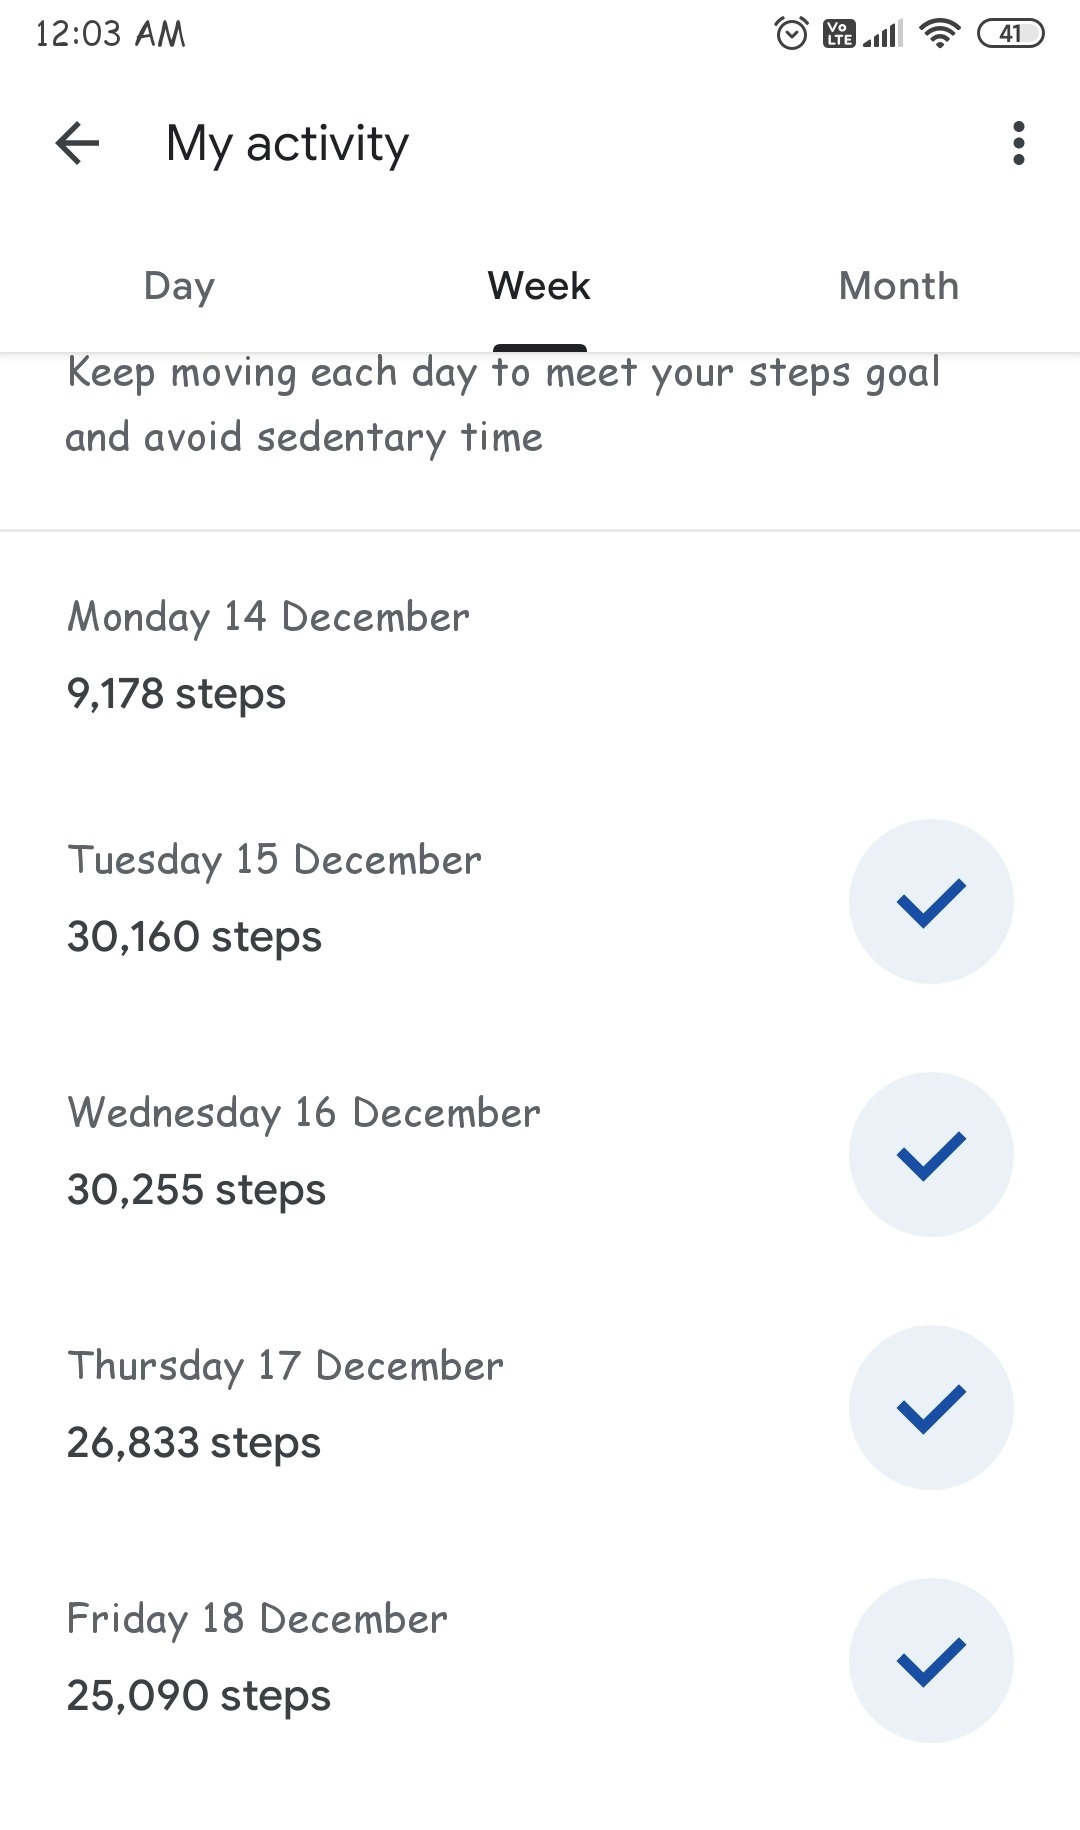 12:03 AM
Vo LTE
41
My activity
Day Week Month
Keep moving each day to meet your steps goal
and avoid sedentary time
Monday 14 December
9,178 steps
Tuesday 15 December
30,160 steps
Wednesday 16 December
30,255 steps
Thursday 17 December
26,833 steps
Friday 18 December
25,090 steps